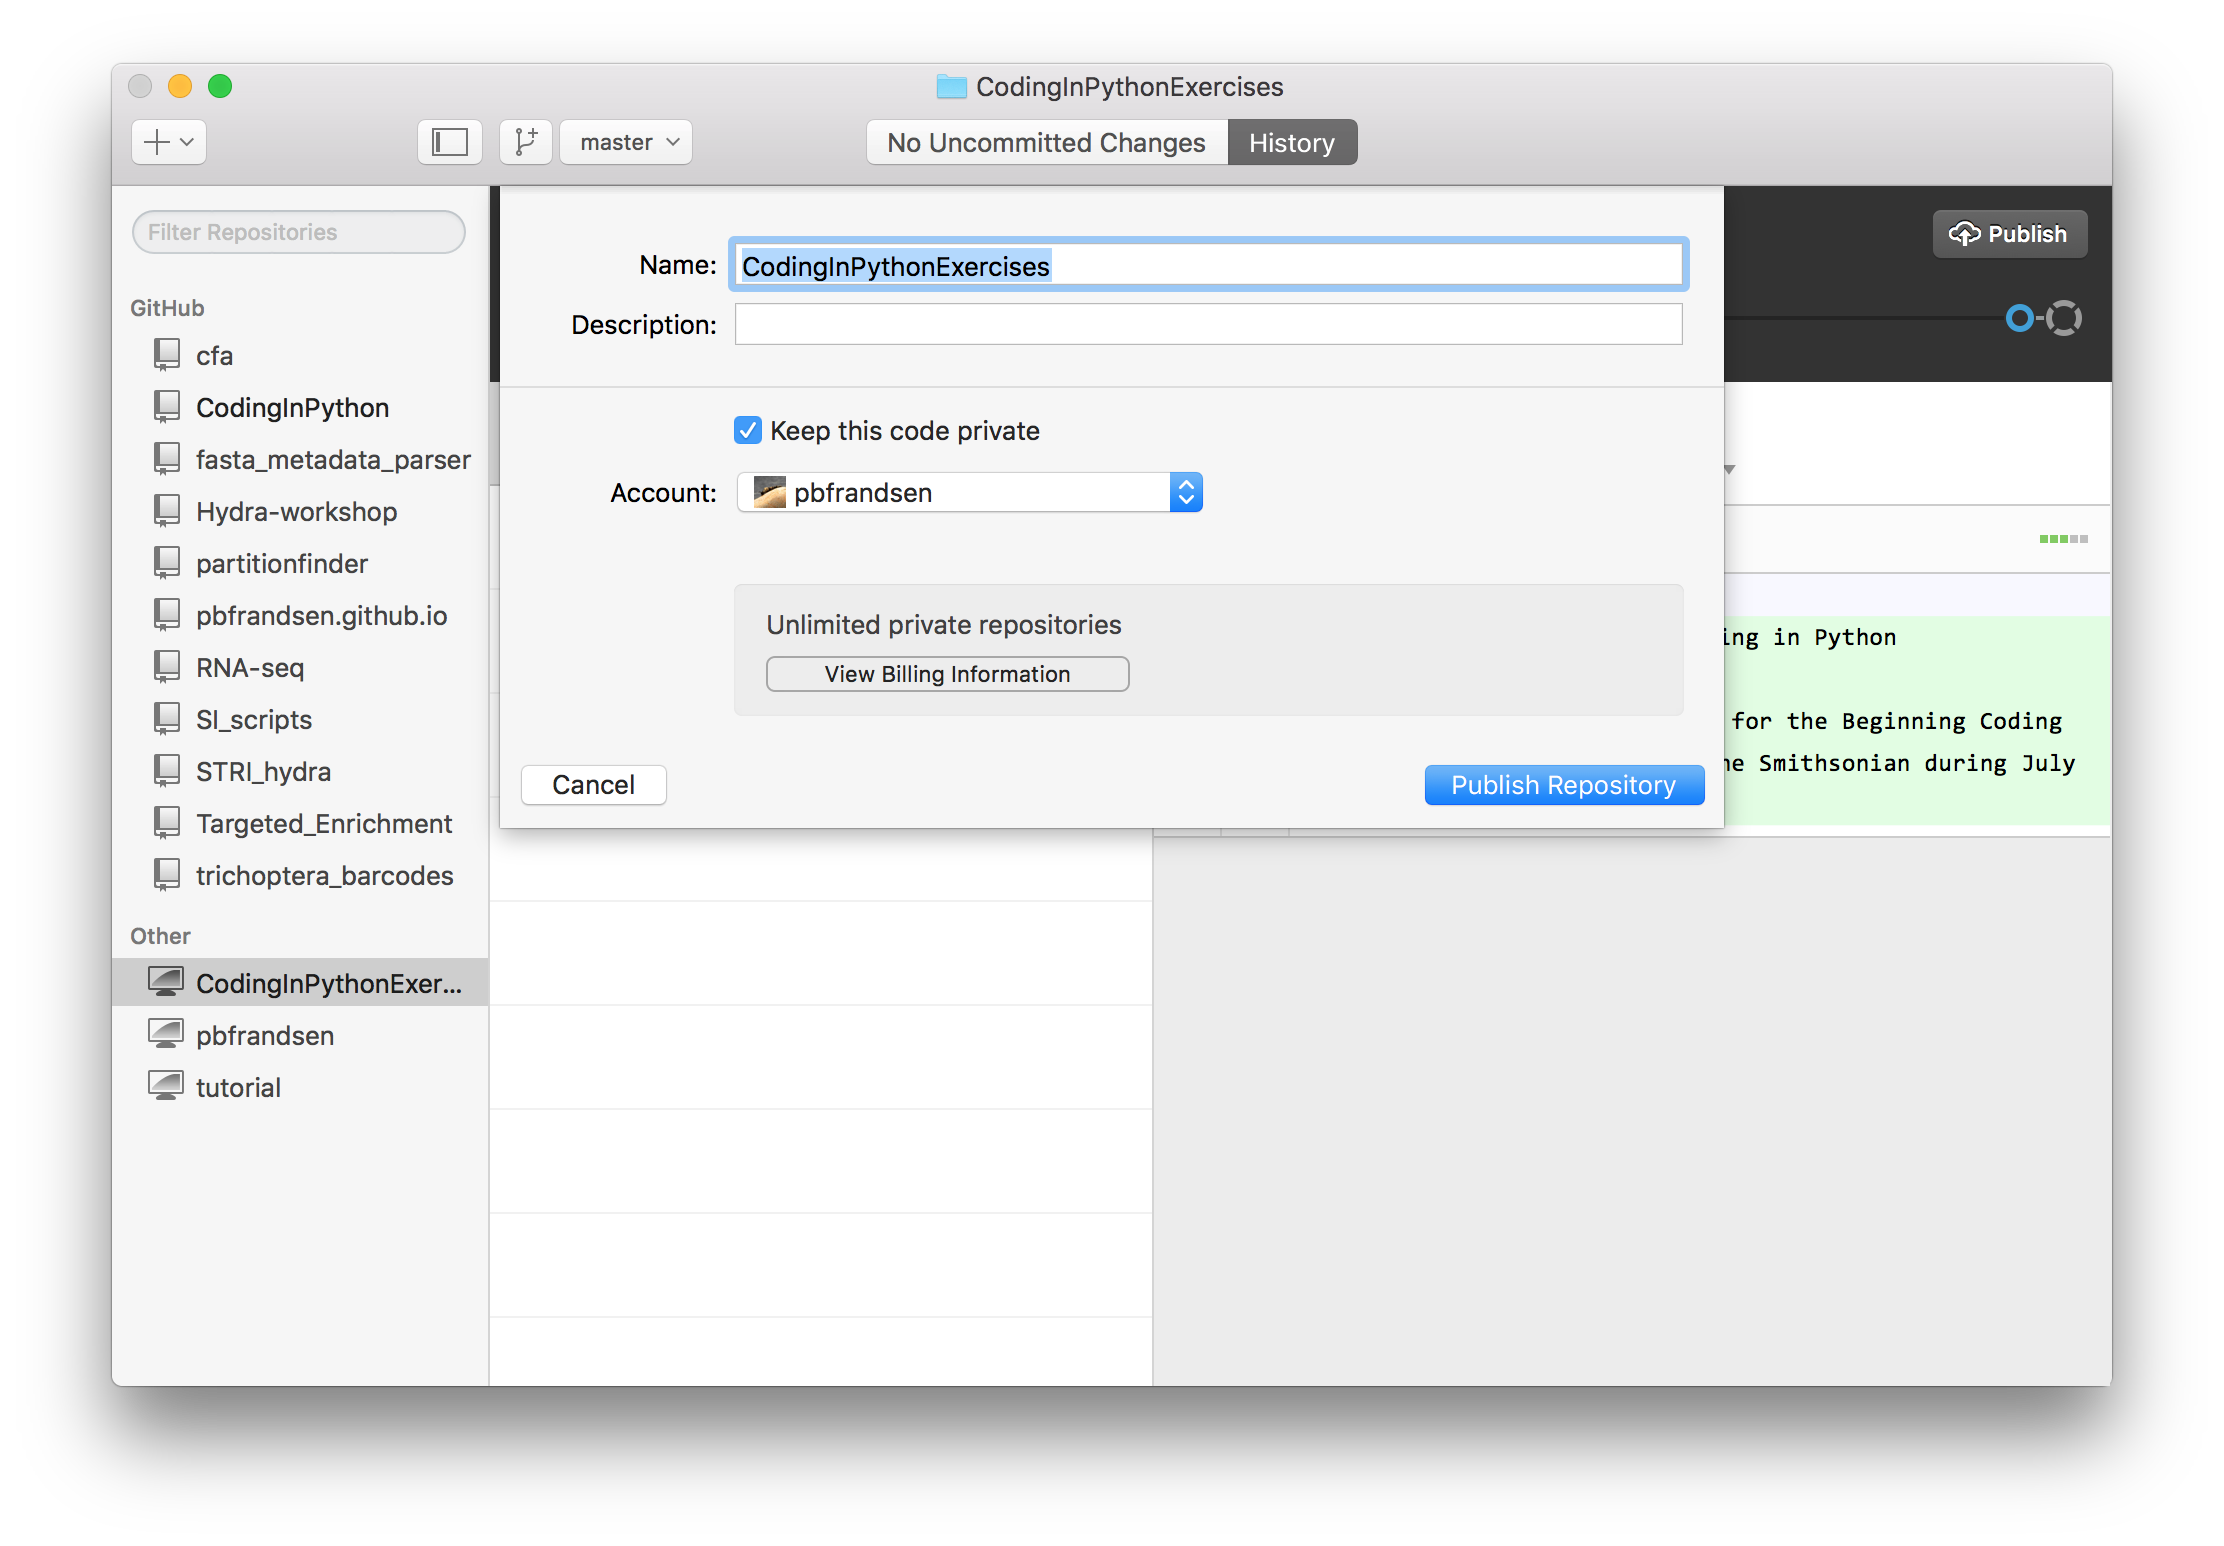 CodingInPythonExercises
master
No Uncommitted Changes
History
Filter Repositories
GitHub
cfa
CodingInPython
fasta_metadata_parser
Hydra-workshop
partitionfinder
pbfrandsen.github.io
RNA-seq
SI_scripts
STRI_hydra
Targeted_Enrichment
trichoptera_barcodes
Other
CodingInPythonExer...
pbfrandsen
tutorial
Name: CodingInPythonExercises
Description:
Keep this code private
Account: pbfrandsen
Unlimited private repositories
View Billing Information
Cancel
Publish Repository
Publish
ing in Python
for the Beginning Coding
he Smithsonian during July